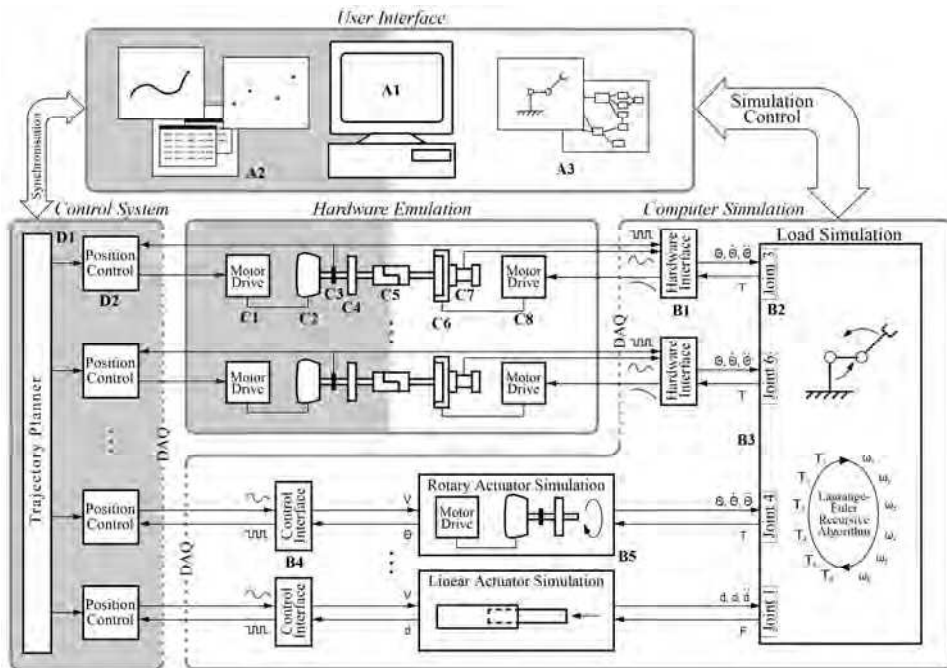 User Interface
A1
A2
A3
Synchronisation
Simulation
Control
Control System
Hardware Emulation
Computer Simulation
D1
Trajectory Planner
Position
Control
D2
Motor
Drive
C1
C2
C3
C4
C5
C6
C7
Motor
Drive
C8
Hardware
Interface
B1
Θ, Θ̇, Θ̈
T
Joint 3
B2
Load Simulation
Position
Control
Motor
Drive
Motor
Drive
DAQ
Hardware
Interface
Θ, Θ̇, Θ̈
T
Joint 6
B3
DAQ
Position
Control
DAQ
Control
Interface
B4
V
Θ
Rotary Actuator Simulation
Motor
Drive
B5
Θ, Θ̇, Θ̈
T
Joint 4
Lagrange-
Euler
Recursive
Algorithm
Position
Control
Control
Interface
V
d
Linear Actuator Simulation
d, ḋ, d̈
F
Joint 1